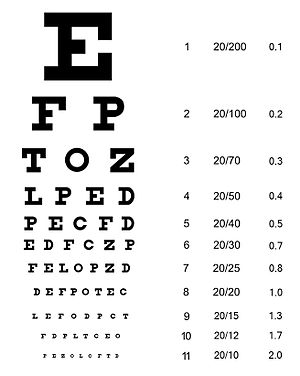 E 1 20/200 0.1
F P 2 20/100 0.2
T O Z 3 20/70 0.3
L P E D 4 20/50 0.4
P E C F D 5 20/40 0.5
E D F C Z P 6 20/30 0.7
F E L O P Z D 7 20/25 0.8
D E F P O T E C 8 20/20 1.0
L E F O D P C T 9 20/15 1.3
F D P L T C E O 10 20/12 1.7
P E Z O L C F T D 11 20/10 2.0